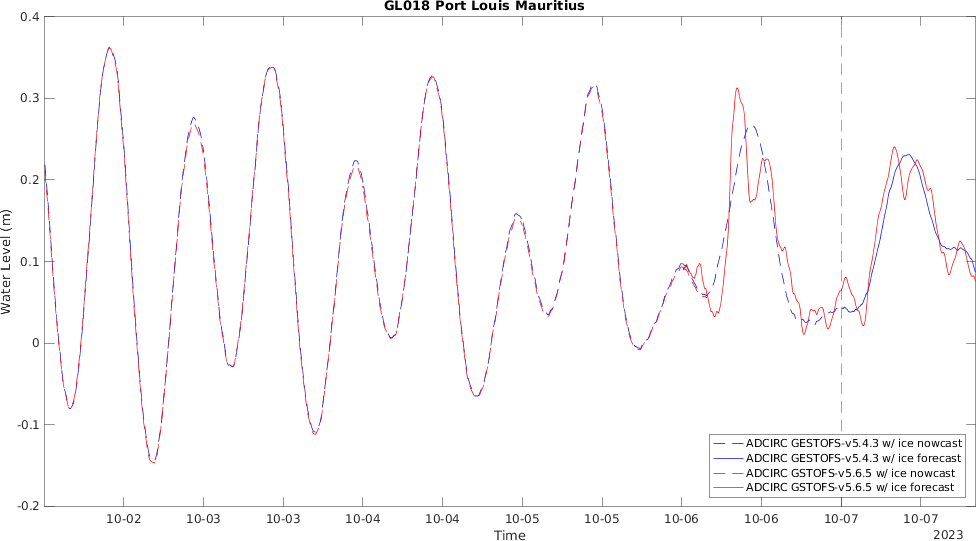 GL018 Port Louis Mauritius
0.4
0.3
0.2
0.1
0
-0.1
-0.2
Water Level (m)
ADCIRC GESTOFS-v5.4.3 w/ ice nowcast
ADCIRC GESTOFS-v5.4.3 w/ ice forecast
ADCIRC GSTOFS-v5.6.5 w/ ice nowcast
ADCIRC GSTOFS-v5.6.5 w/ ice forecast
10-02 10-03 10-03 10-04 10-04 10-05 10-05 10-06 10-06 10-07 10-07
Time
2023